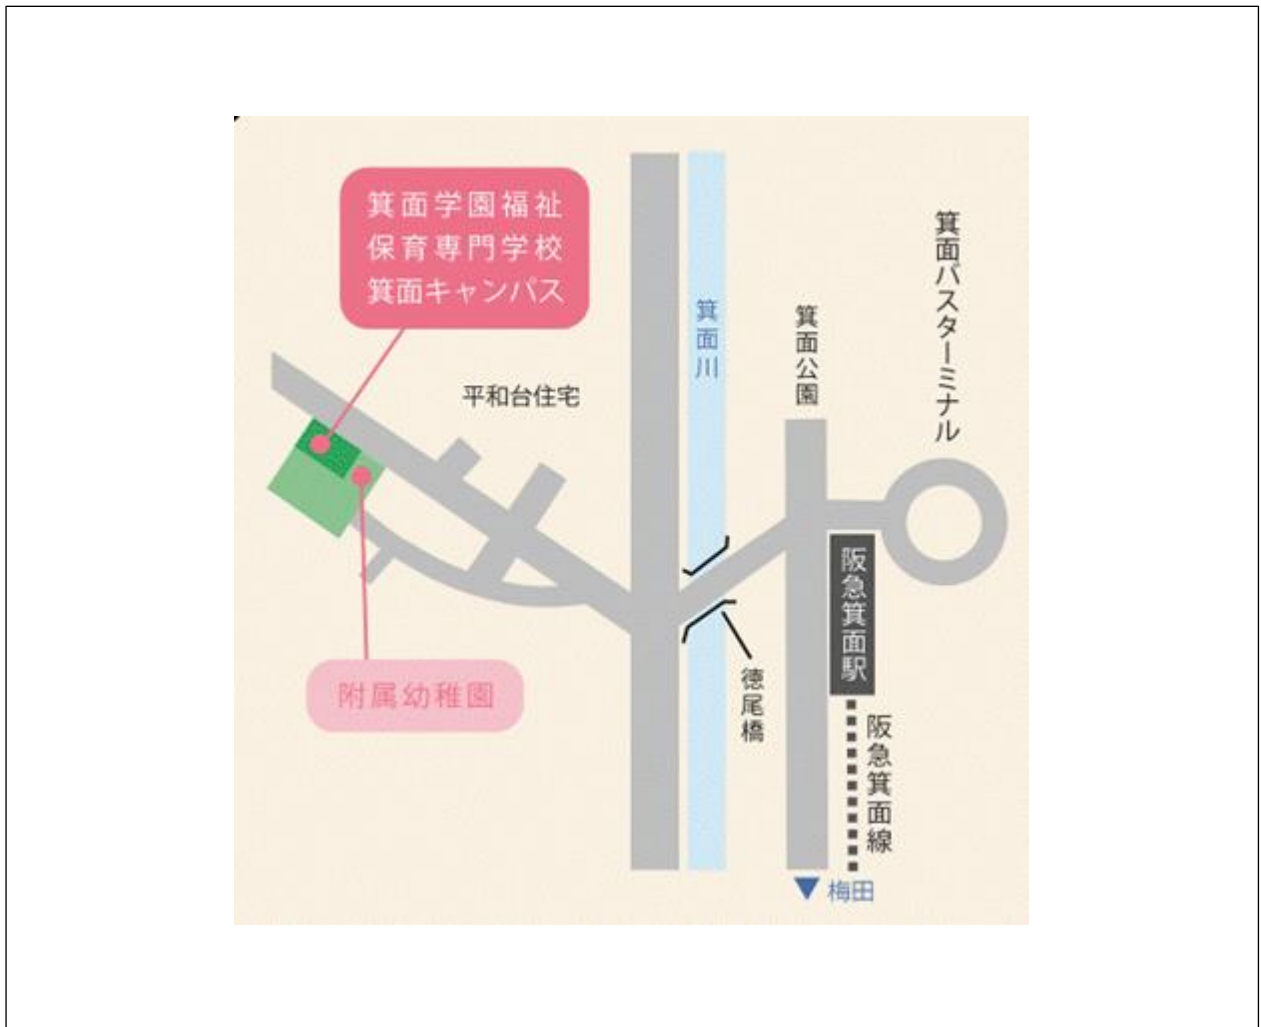 箕面学園福祉
保育専門学校
箕面キャンパス
箕面バスターミナル
箕面川
箕面公園
平和台住宅
阪急箕面駅
附属幼稚園
徳尾橋
阪急箕面線
梅田